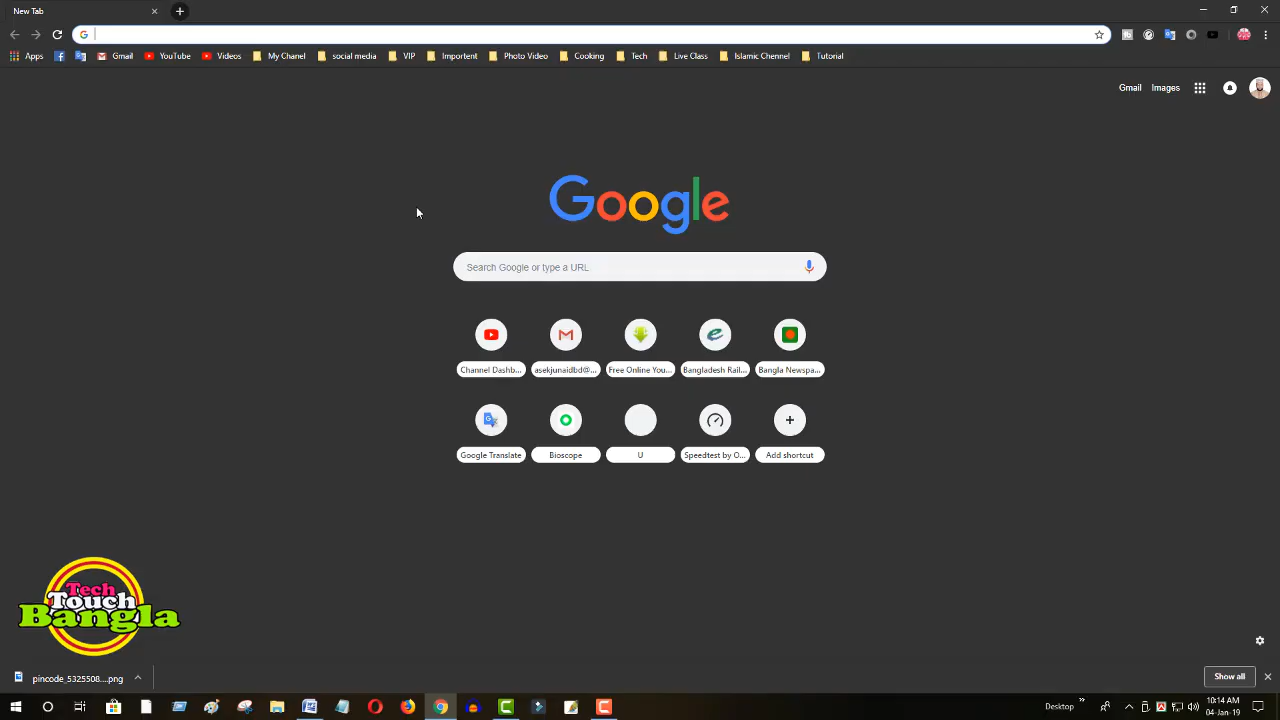 New Tab
Apps Gmail YouTube Videos My Chanel social media VIP Importent Photo Video Cooking Tech Live Class Islamic Chennel Tutorial
Gmail Images
Google
Search Google or type a URL
Channel Dashb... asekjunaidbd@... Free Online You... Bangladesh Rail... Bangla Newspa...
Google Translate Bioscope U Speedtest by O... Add shortcut
Tech
Touch
Bangla
pincode_5325508....png
Show all
Desktop
10:14 AM
04-Jan-19